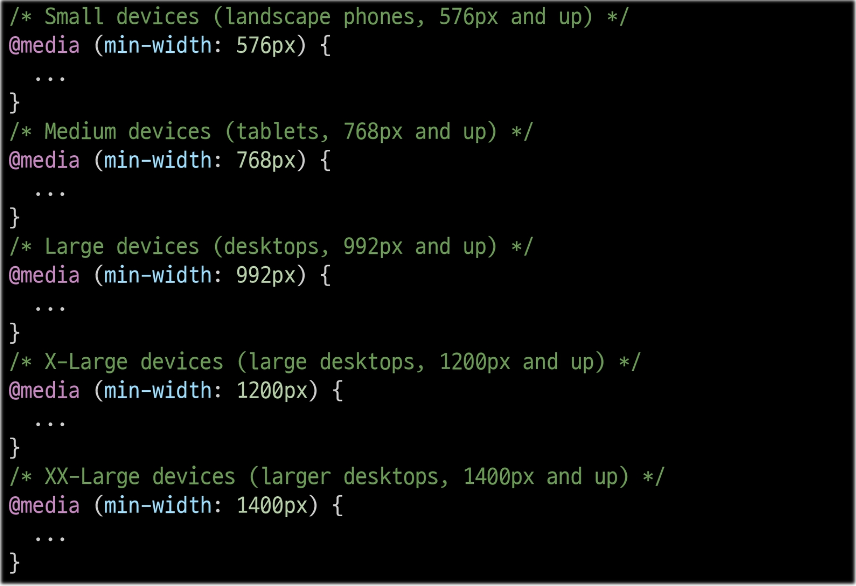 /* Small devices (landscape phones, 576px and up) */
@media (min-width: 576px) {
  ...
}
/* Medium devices (tablets, 768px and up) */
@media (min-width: 768px) {
  ...
}
/* Large devices (desktops, 992px and up) */
@media (min-width: 992px) {
  ...
}
/* X-Large devices (large desktops, 1200px and up) */
@media (min-width: 1200px) {
  ...
}
/* XX-Large devices (larger desktops, 1400px and up) */
@media (min-width: 1400px) {
  ...
}